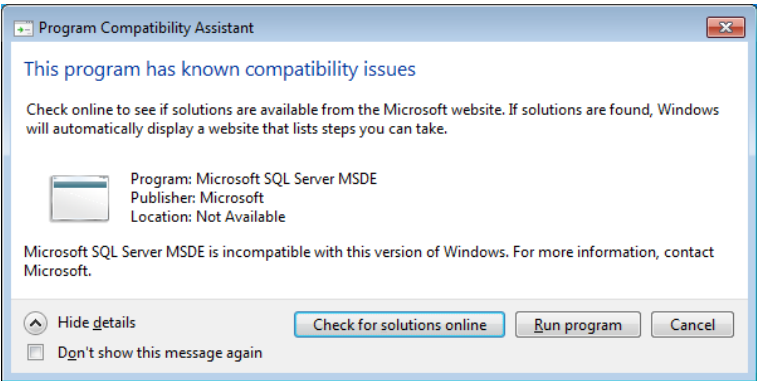 Program Compatibility Assistant
This program has known compatibility issues
Check online to see if solutions are available from the Microsoft website. If solutions are found, Windows
will automatically display a website that lists steps you can take.
Program: Microsoft SQL Server MSDE
Publisher: Microsoft
Location: Not Available
Microsoft SQL Server MSDE is incompatible with this version of Windows. For more information, contact
Microsoft.
Hide details
Check for solutions online
Run program
Cancel
Don't show this message again